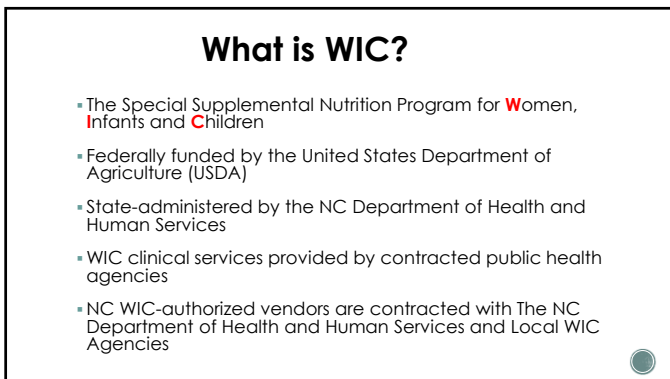 What is WIC?
▪ The Special Supplemental Nutrition Program for Women,
Infants and Children
▪ Federally funded by the United States Department of
Agriculture (USDA)
▪ State-administered by the NC Department of Health and
Human Services
▪ WIC clinical services provided by contracted public health
agencies
▪ NC WIC-authorized vendors are contracted with The NC
Department of Health and Human Services and Local WIC
Agencies